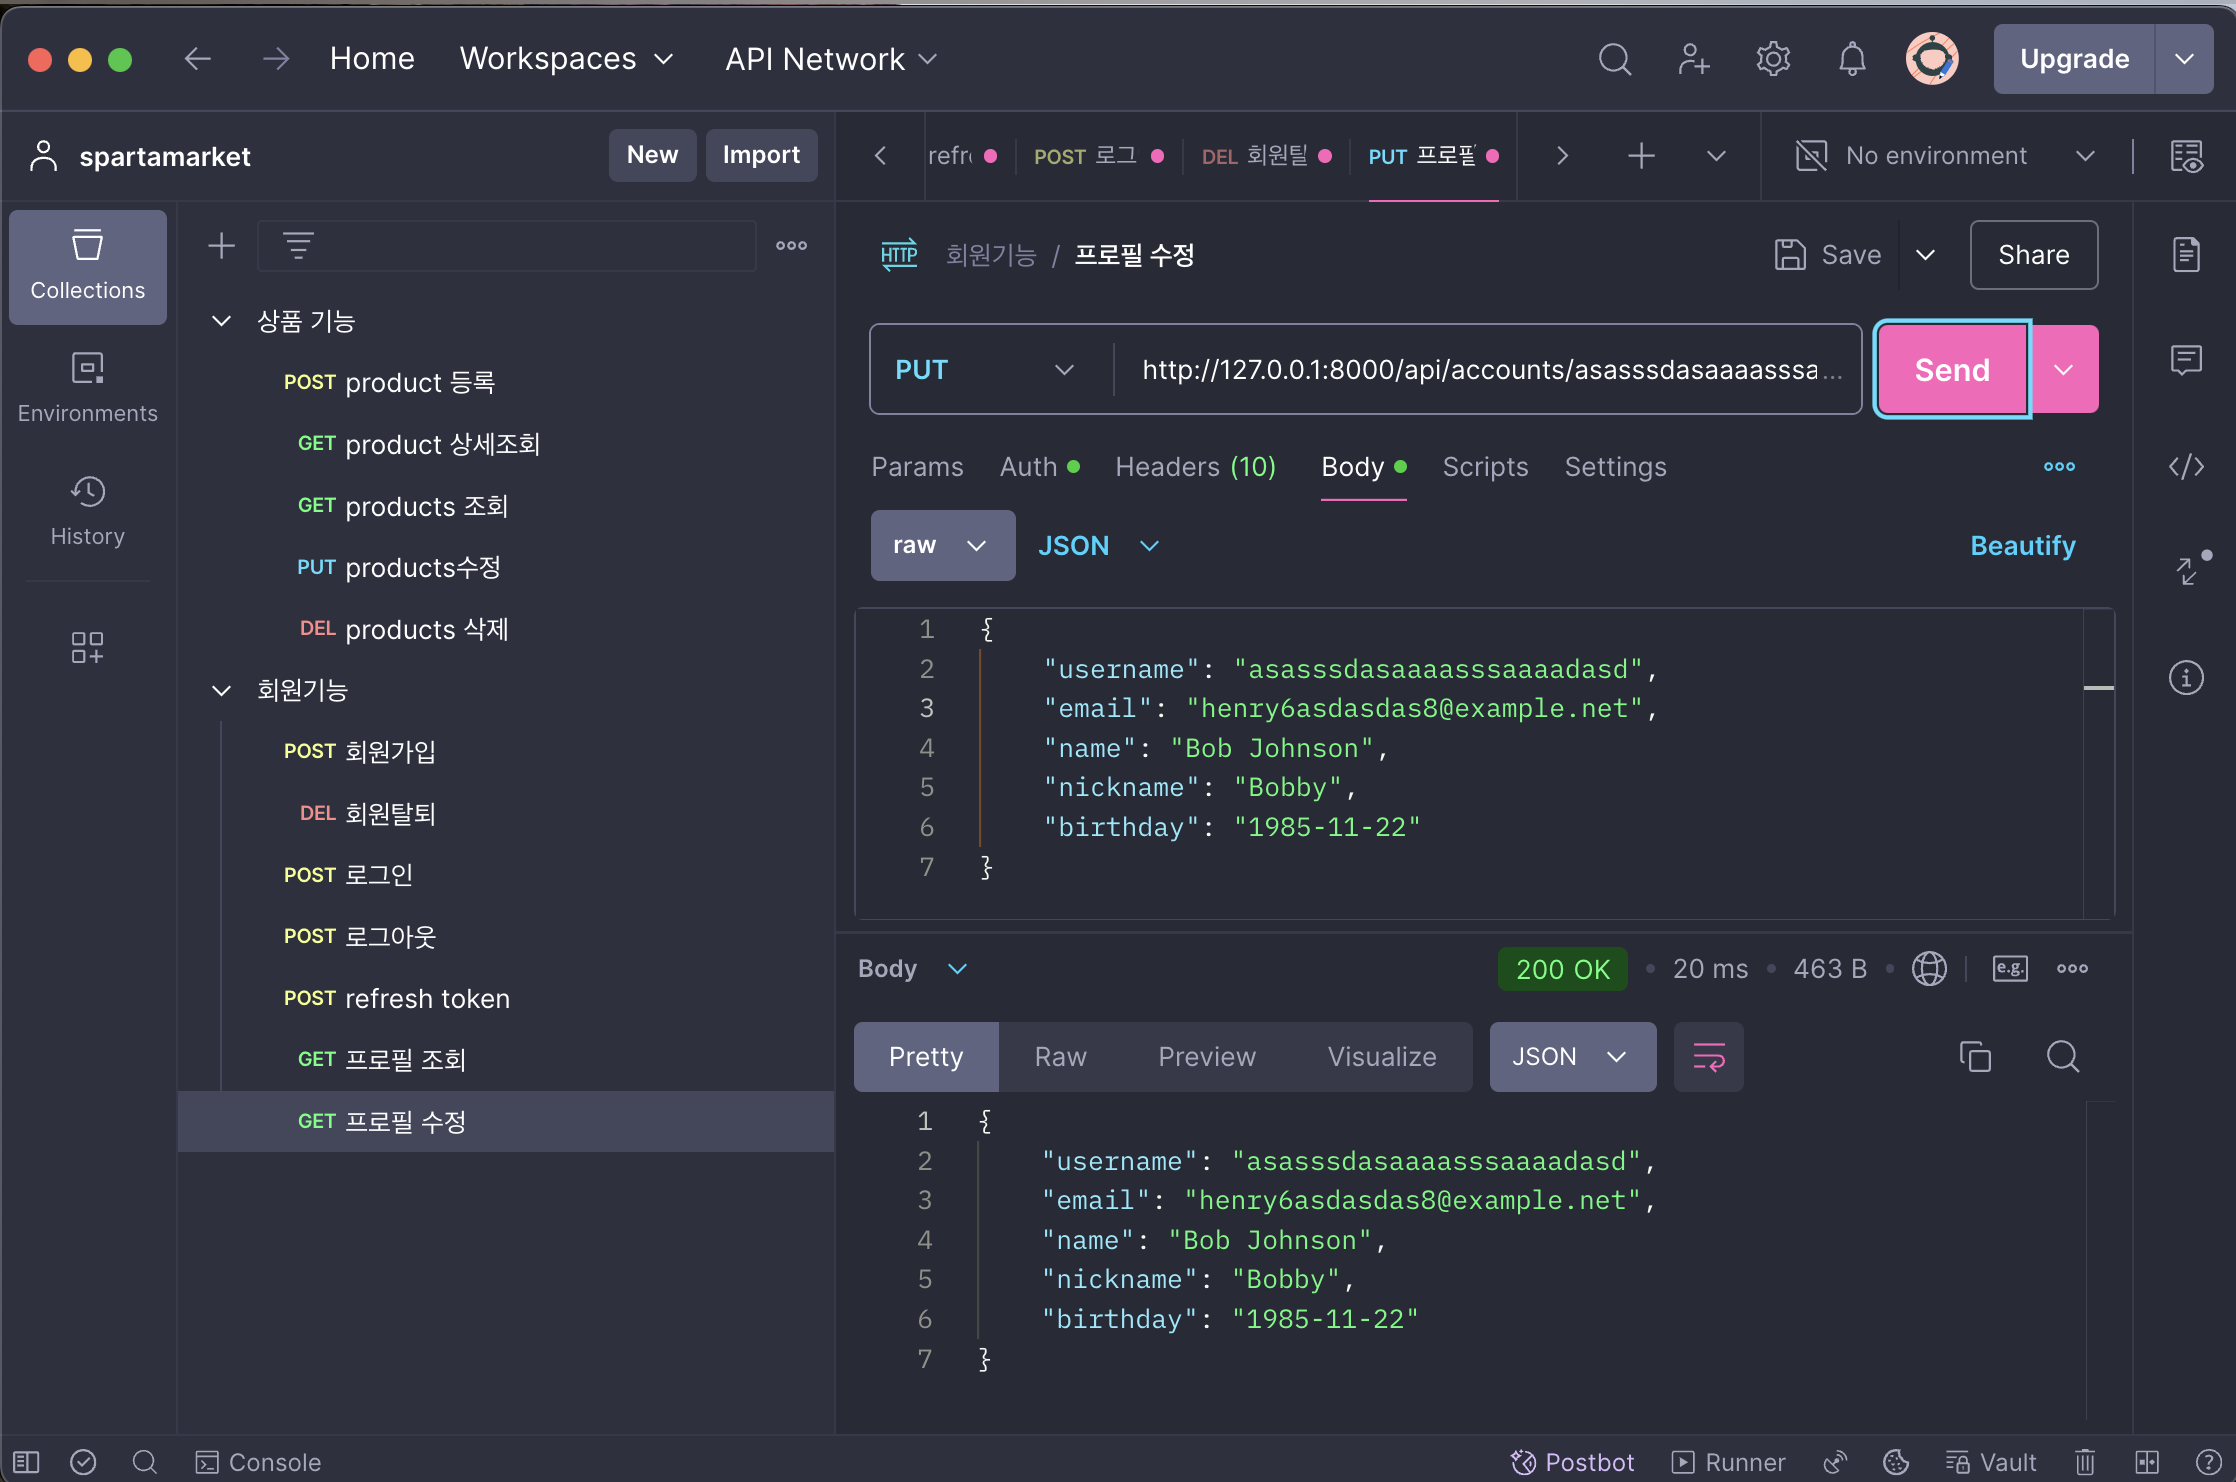 Home Workspaces API Network Upgrade
spartamarket New Import
refr POST 로그 DEL 회원탈 PUT 프로필 No environment
Collections
Environments
History
상품 기능
POST product 등록
GET product 상세조회
GET products 조회
PUT products수정
DEL products 삭제
회원기능
POST 회원가입
DEL 회원탈퇴
POST 로그인
POST 로그아웃
POST refresh token
GET 프로필 조회
GET 프로필 수정
HTTP 회원기능 / 프로필 수정 Save Share
PUT http://127.0.0.1:8000/api/accounts/asasssdasaaaasssa... Send
Params Auth Headers (10) Body Scripts Settings
raw JSON Beautify
1 {
2 "username": "asasssdasaaaasssaaaadasd",
3 "email": "henry6asdasdas8@example.net",
4 "name": "Bob Johnson",
5 "nickname": "Bobby",
6 "birthday": "1985-11-22"
7 }
Body 200 OK • 20 ms • 463 B • e.g.
Pretty Raw Preview Visualize JSON
1 {
2 "username": "asasssdasaaaasssaaaadasd",
3 "email": "henry6asdasdas8@example.net",
4 "name": "Bob Johnson",
5 "nickname": "Bobby",
6 "birthday": "1985-11-22"
7 }
Console Postbot Runner Vault